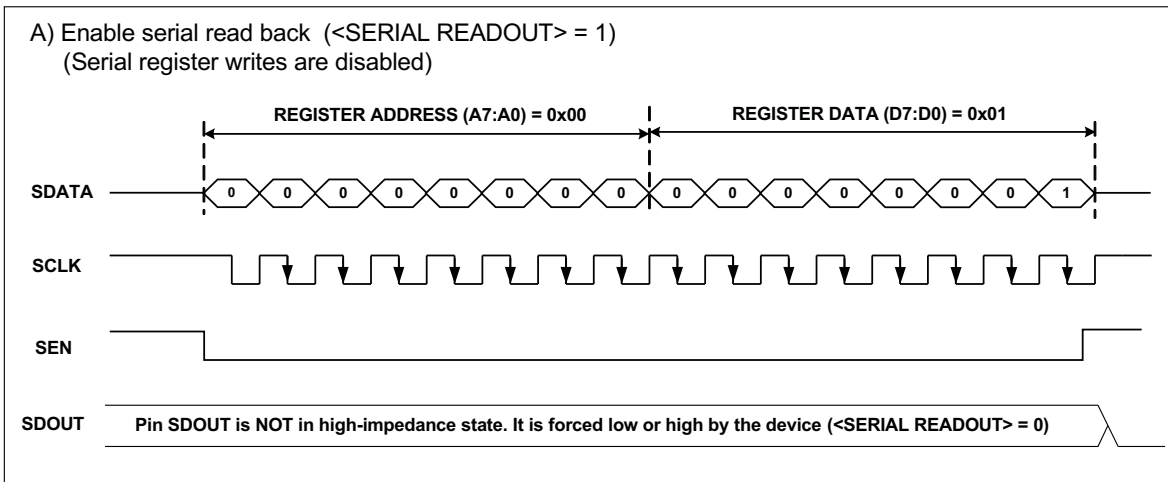 A) Enable serial read back (<SERIAL READOUT> = 1)
(Serial register writes are disabled)
REGISTER ADDRESS (A7:A0) = 0x00 REGISTER DATA (D7:D0) = 0x01
SDATA 0 0 0 0 0 0 0 0 0 0 0 0 0 0 0 1
SCLK
SEN
SDOUT Pin SDOUT is NOT in high-impedance state. It is forced low or high by the device (<SERIAL READOUT> = 0)